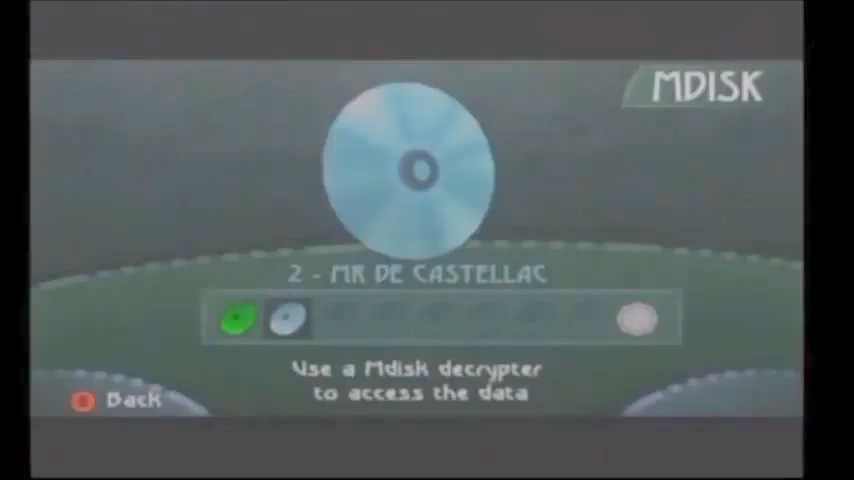 MDISK
2 - MR DE CASTELLAC
Use a Mdisk decrypter
to access the data
Back